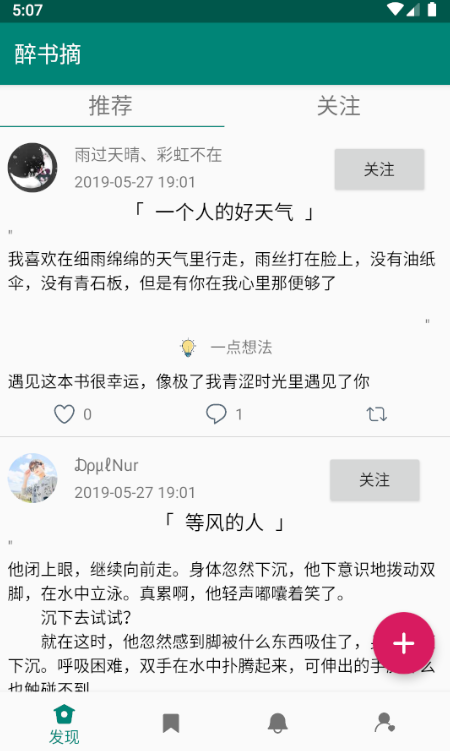 5:07
醉书摘
推荐 关注
雨过天晴、彩虹不在
2019-05-27 19:01
关注
「 一个人的好天气 」
"
我喜欢在细雨绵绵的天气里行走，雨丝打在脸上，没有油纸
伞，没有青石板，但是有你在我心里那便够了
"
一点想法
遇见这本书很幸运，像极了我青涩时光里遇见了你
0 1
2019-05-27 19:01
关注
「 等风的人 」
"
他闭上眼，继续向前走。身体忽然下沉，他下意识地拨动双
脚，在水中立泳。真累啊，他轻声嘟囔着笑了。
沉下去试试？
就在这时，他忽然感到脚被什么东西吸住了，
下沉。呼吸困难，双手在水中扑腾起来，可伸出的手
也触碰不到
发现